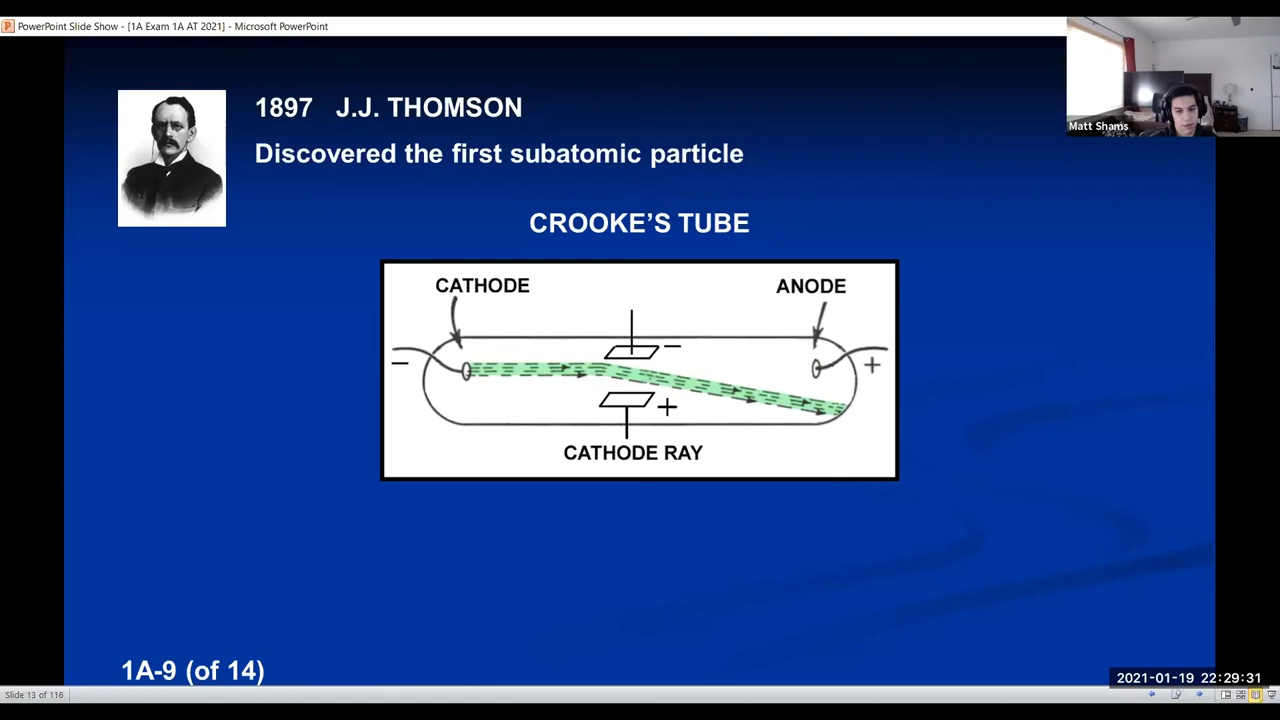 PowerPoint Slide Show - [1A Exam 1A AT 2021] - Microsoft PowerPoint
Matt Shams
1897 J.J. THOMSON
Discovered the first subatomic particle
CROOKE'S TUBE
CATHODE
ANODE
−
−
+
+
CATHODE RAY
1A-9 (of 14)
2021-01-19 22:29:31
Slide 13 of 116